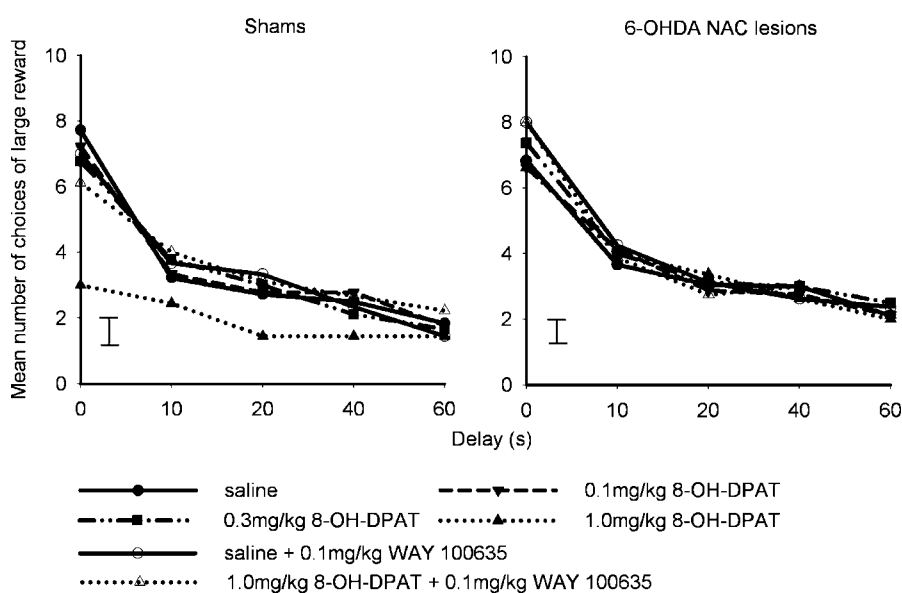 Shams
6-OHDA NAC lesions
Mean number of choices of large reward
10
8
6
4
2
0
0 10 20 40 60
10
8
6
4
2
0
0 10 20 40 60
Delay (s)
saline
0.1mg/kg 8-OH-DPAT
0.3mg/kg 8-OH-DPAT
1.0mg/kg 8-OH-DPAT
saline + 0.1mg/kg WAY 100635
1.0mg/kg 8-OH-DPAT + 0.1mg/kg WAY 100635